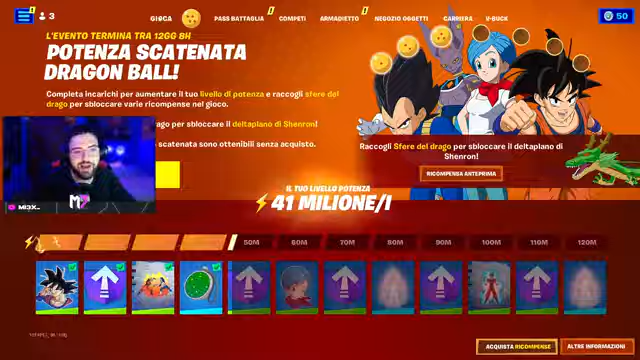 3
GIOCA
PASS BATTAGLIA
COMPETI
ARMADIETTO
NEGOZIO OGGETTI
CARRIERA
V-BUCK
50
L'EVENTO TERMINA TRA 12GG 8H
POTENZA SCATENATA
DRAGON BALL!
Completa incarichi per aumentare il tuo livello di potenza e raccogli sfere del
drago per sbloccare varie ricompense nel gioco.
drago per sbloccare il deltaplano di Shenron!
scatenata sono ottenibili senza acquisto.
Raccogli Sfere del drago per sbloccare il deltaplano di
Shenron!
RICOMPENSA ANTEPRIMA
IL TUO LIVELLO POTENZA
41 MILIONE/I
50M
60M
70M
80M
90M
100M
110M
120M
ACQUISTA RICOMPENSE
ALTRE INFORMAZIONI